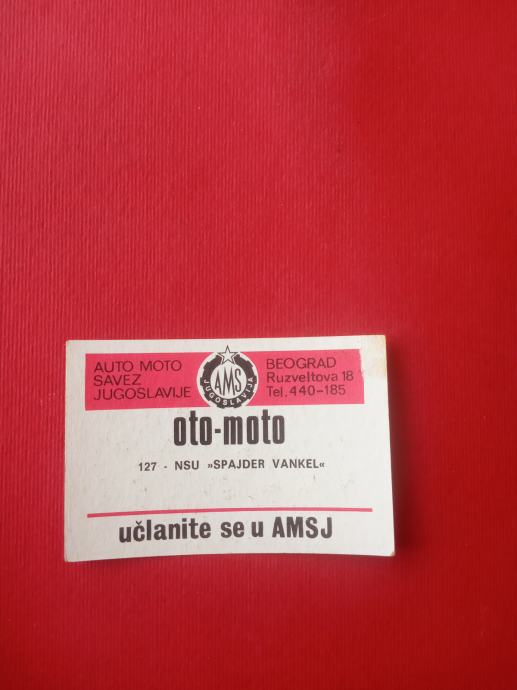 AUTO MOTO
SAVEZ
JUGOSLAVIJE
AMS
JUGOSLAVIJA
BEOGRAD
Ruzveltova 18
Tel. 440-185
oto-moto
127 - NSU »SPAJDER VANKEL«
učlanite se u AMSJ